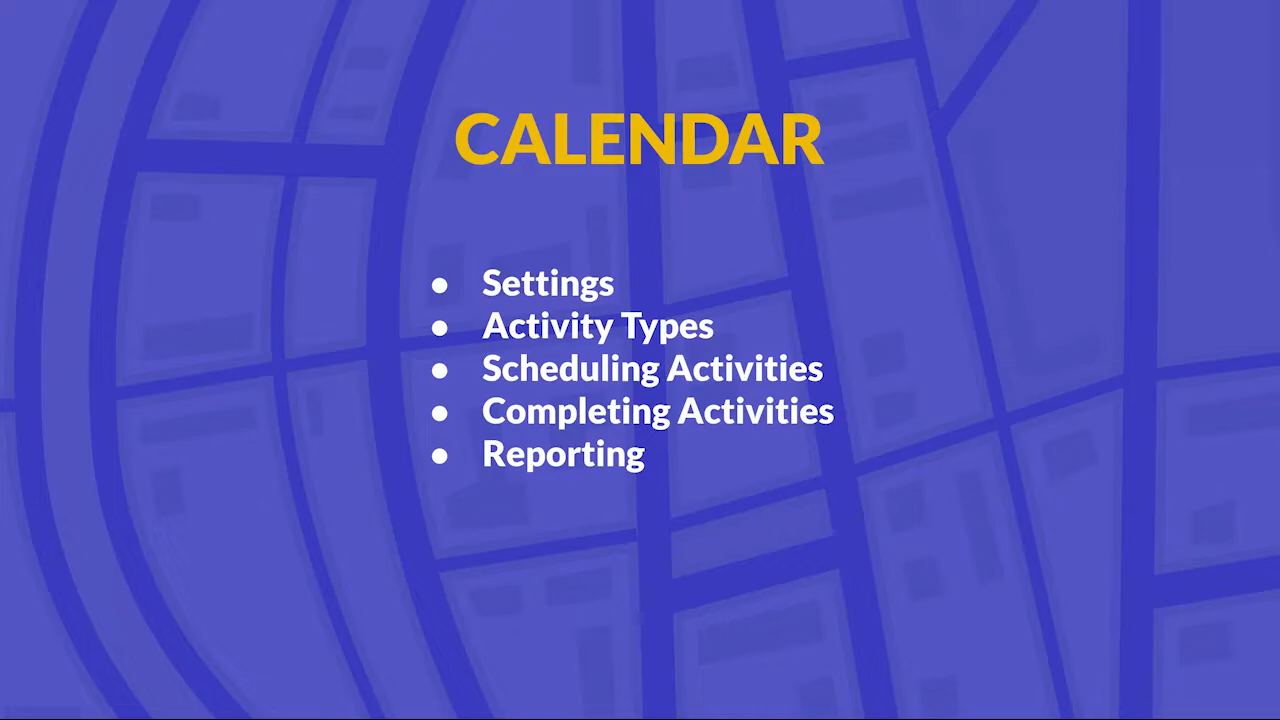 CALENDAR
● Settings
● Activity Types
● Scheduling Activities
● Completing Activities
● Reporting